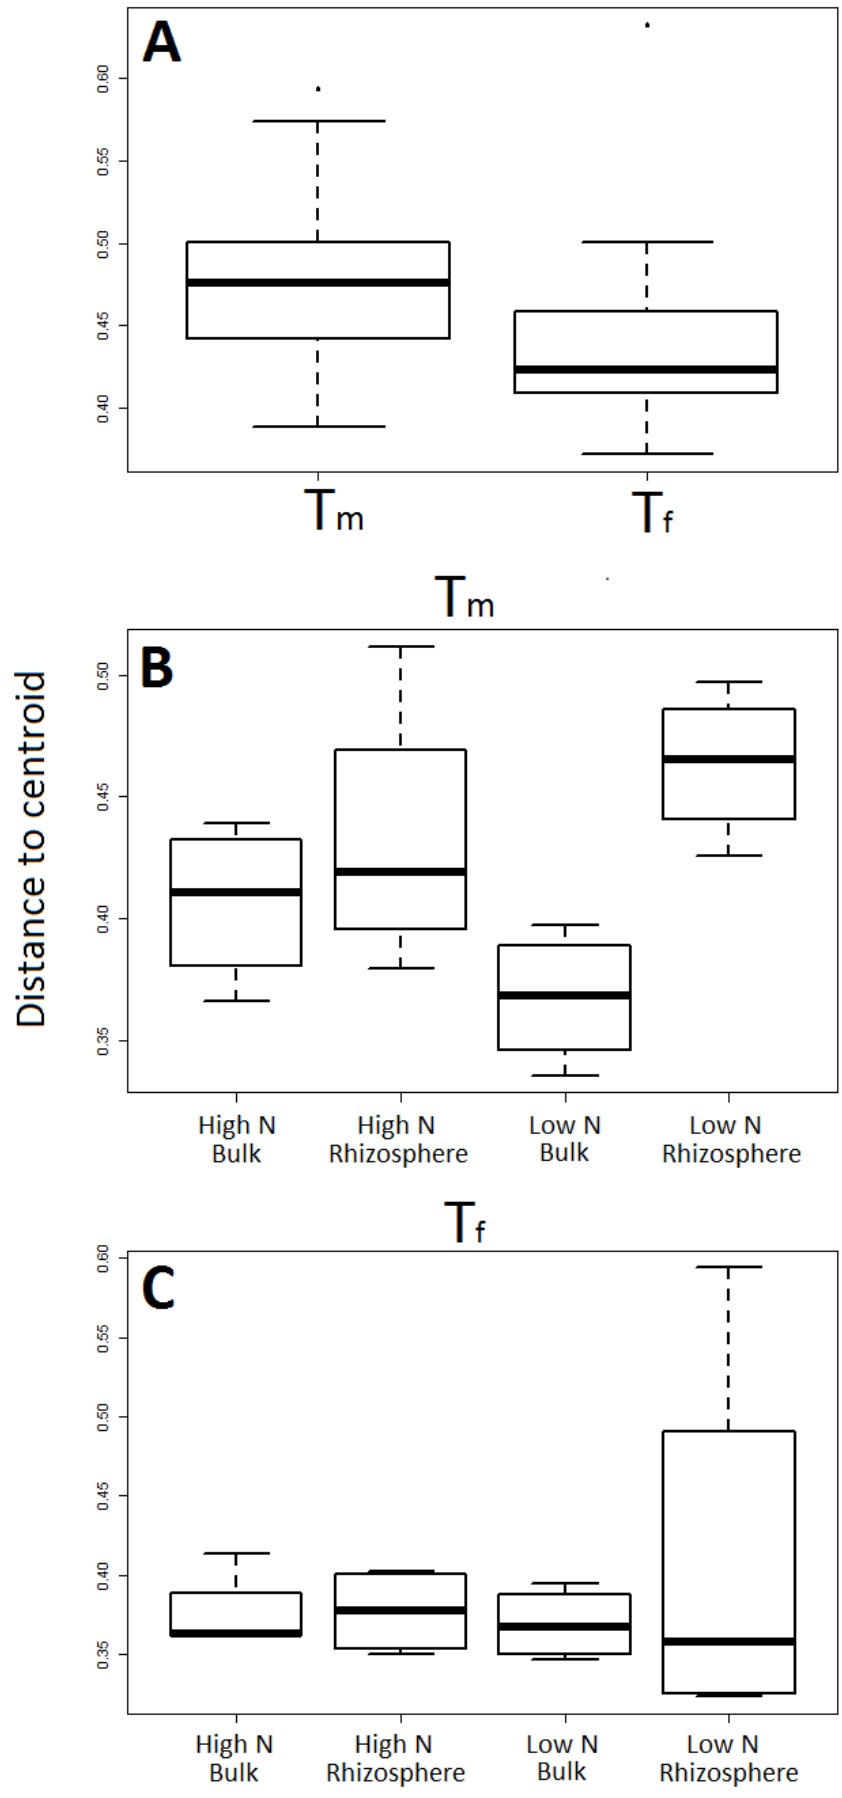 A
0.60
0.55
0.50
0.45
0.40
Tm
Tf
Distance to centroid
Tm
B
0.50
0.45
0.40
0.35
High N
Bulk
High N
Rhizosphere
Low N
Bulk
Low N
Rhizosphere
Tf
C
0.60
0.55
0.50
0.45
0.40
0.35
High N
Bulk
High N
Rhizosphere
Low N
Bulk
Low N
Rhizosphere